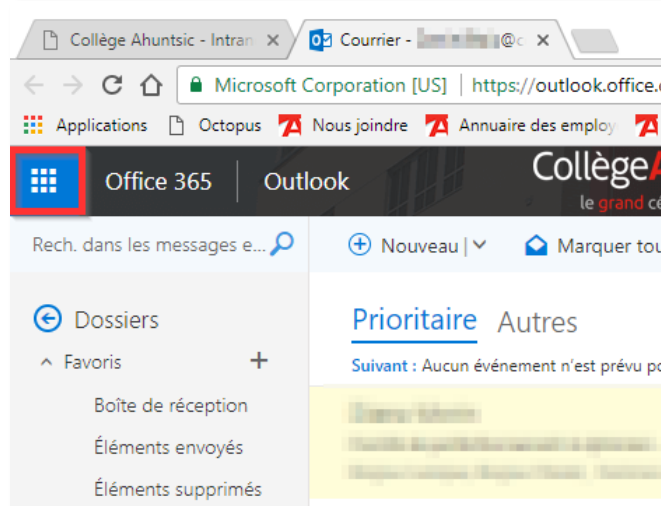 Collège Ahuntsic - Intran
Courrier - @c
Microsoft Corporation [US] | https://outlook.office.
Applications Octopus Nous joindre Annuaire des employ
Office 365 Outlook
Collège
le grand cé
Rech. dans les messages e...
Nouveau | Marquer tou
Dossiers
Prioritaire Autres
Favoris
Suivant : Aucun événement n'est prévu po
Boîte de réception
Éléments envoyés
Éléments supprimés